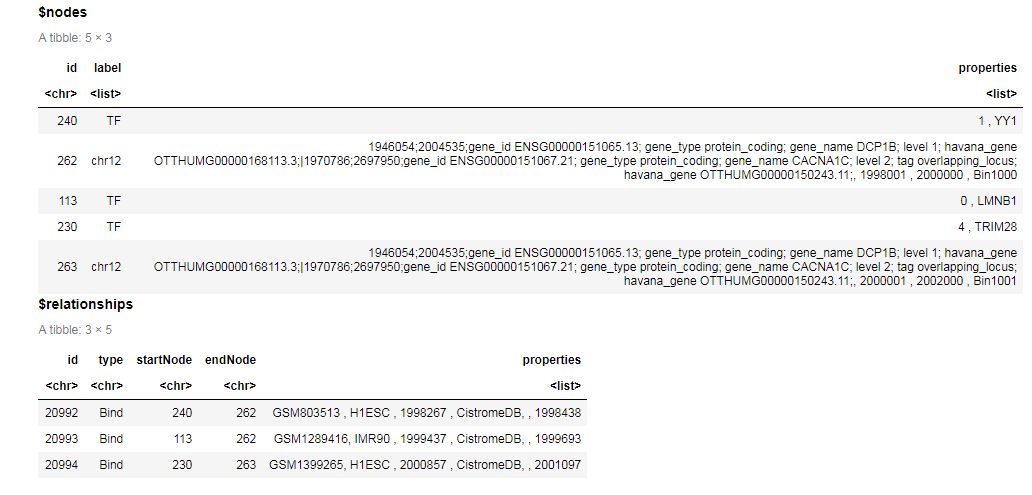 $nodes
A tibble: 5 × 3
id label properties
<chr> <list> <list>
240 TF 1 , YY1
1946054;2004535;gene_id ENSG00000151065.13; gene_type protein_coding; gene_name DCP1B; level 1; havana_gene
262 chr12 OTTHUMG00000168113.3;|1970786;2697950;gene_id ENSG00000151067.21; gene_type protein_coding; gene_name CACNA1C; level 2; tag overlapping_locus;
havana_gene OTTHUMG00000150243.11;, 1998001 , 2000000 , Bin1000
113 TF 0 , LMNB1
230 TF 4 , TRIM28
1946054;2004535;gene_id ENSG00000151065.13; gene_type protein_coding; gene_name DCP1B; level 1; havana_gene
263 chr12 OTTHUMG00000168113.3;|1970786;2697950;gene_id ENSG00000151067.21; gene_type protein_coding; gene_name CACNA1C; level 2; tag overlapping_locus;
havana_gene OTTHUMG00000150243.11;, 2000001 , 2002000 , Bin1001
$relationships
A tibble: 3 × 5
id type startNode endNode properties
<chr> <chr> <chr> <chr> <list>
20992 Bind 240 262 GSM803513 , H1ESC , 1998267 , CistromeDB, , 1998438
20993 Bind 113 262 GSM1289416, IMR90 , 1999437 , CistromeDB, , 1999693
20994 Bind 230 263 GSM1399265, H1ESC , 2000857 , CistromeDB, , 2001097